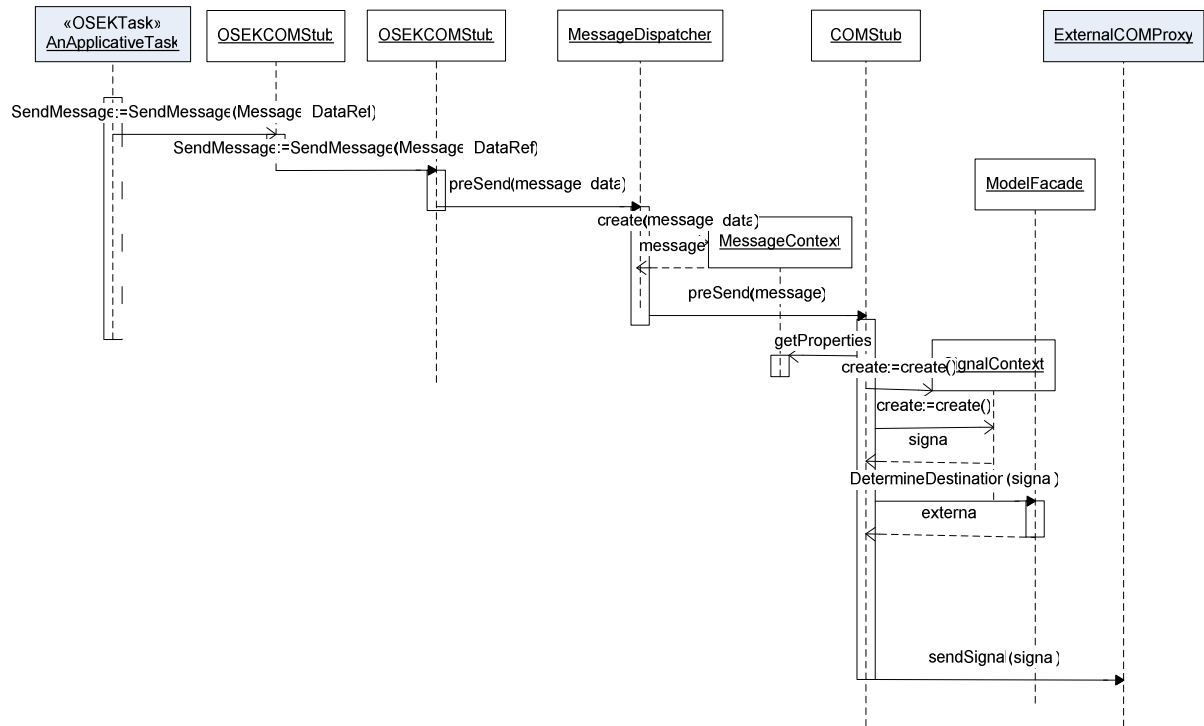 «OSEKTask»
AnApplicativeTask
OSEKCOMStub
OSEKCOMStub
MessageDispatcher
COMStub
ExternalCOMProxy
SendMessage:=SendMessage(Message DataRef)
SendMessage:=SendMessage(Message DataRef)
ModelFacade
preSend(message data)
create(message data)
message
MessageContext
preSend(message)
getProperties
create:=create()
ignalContext
create:=create()
signa
DetermineDestination(signa)
externa
sendSignal(signa)